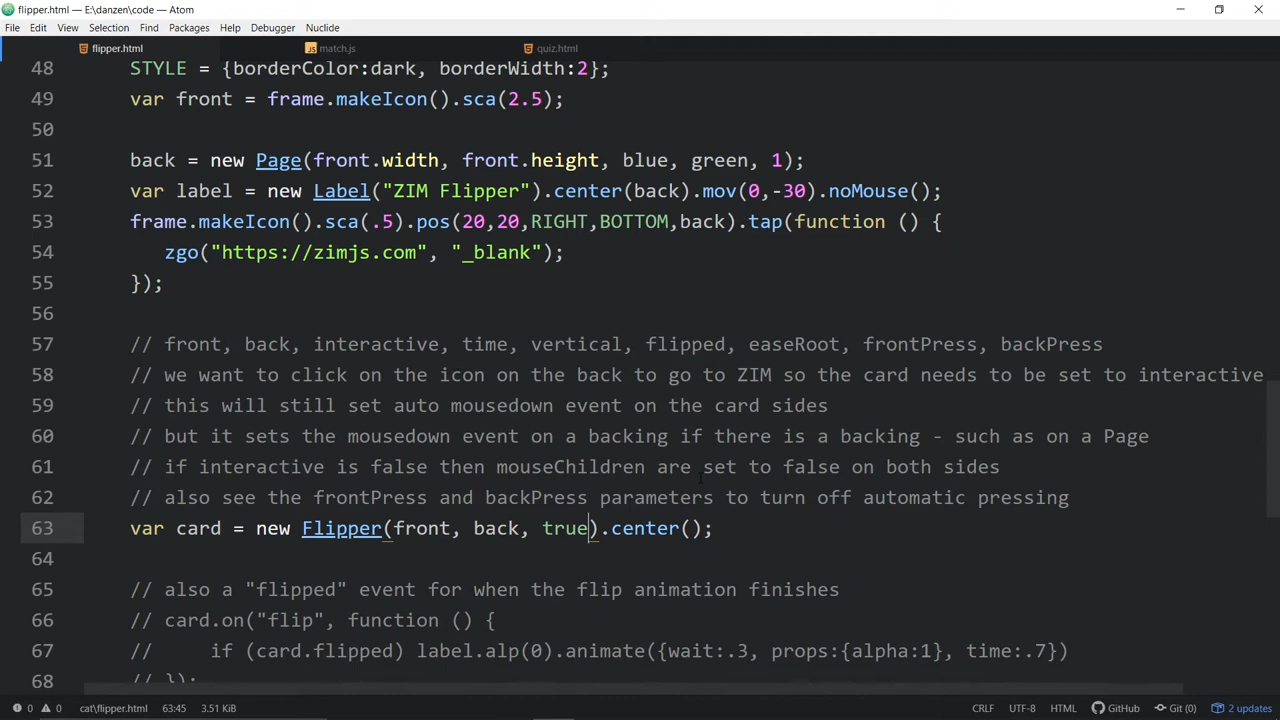 flipper.html — E:\danzen\code — Atom
File Edit View Selection Find Packages Help Debugger Nuclide
flipper.html JS match.js quiz.html
48 STYLE = {borderColor:dark, borderWidth:2};
49 var front = frame.makeIcon().sca(2.5);
50
51 back = new Page(front.width, front.height, blue, green, 1);
52 var label = new Label("ZIM Flipper").center(back).mov(0,-30).noMouse();
53 frame.makeIcon().sca(.5).pos(20,20,RIGHT,BOTTOM,back).tap(function () {
54 zgo("https://zimjs.com", "_blank");
55 });
56
57 // front, back, interactive, time, vertical, flipped, easeRoot, frontPress, backPress
58 // we want to click on the icon on the back to go to ZIM so the card needs to be set to interactive
59 // this will still set auto mousedown event on the card sides
60 // but it sets the mousedown event on a backing if there is a backing - such as on a Page
61 // if interactive is false then mouseChildren are set to false on both sides
62 // also see the frontPress and backPress parameters to turn off automatic pressing
63 var card = new Flipper(front, back, true).center();
64
65 // also a "flipped" event for when the flip animation finishes
66 // card.on("flip", function () {
67 // if (card.flipped) label.alp(0).animate({wait:.3, props:{alpha:1}, time:.7})
68 // });
0 0 cat\flipper.html 63:45 3.51 KiB CRLF UTF-8 HTML GitHub Git (0) 2 updates